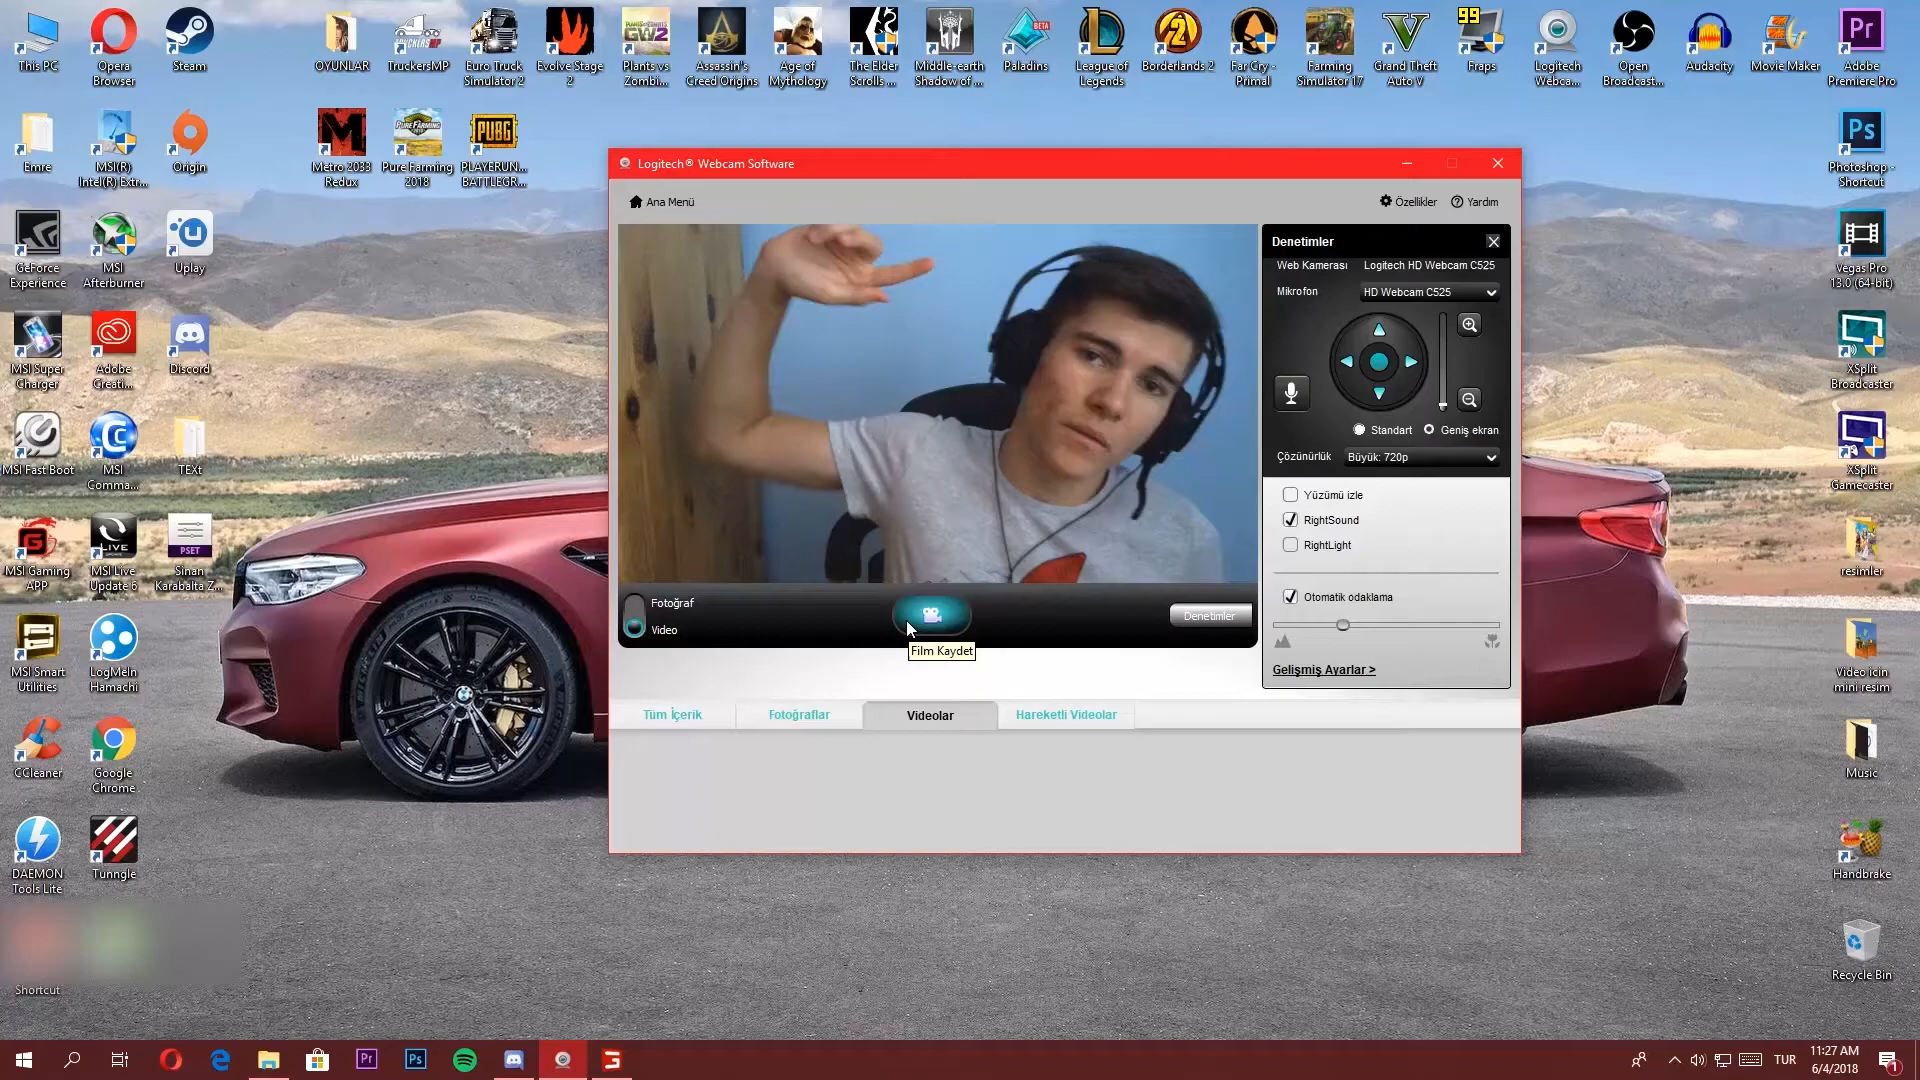 This PC
Opera
Browser
Steam
OYUNLAR
TruckersMP
Euro Truck
Simulator 2
Evolve Stage
2
Plants vs
Zombi...
Assassin's
Creed Origins
Age of
Mythology
The Elder
Scrolls ...
Middle-earth
Shadow of ...
Paladins
League of
Legends
Borderlands 2
Far Cry -
Primal
Farming
Simulator 17
Grand Theft
Auto V
99
Fraps
Logitech
Webca...
Open
Broadcast...
Audacity
Movie Maker
Adobe
Premiere Pro
Emre
MSI(R)
Intel(R) Extr...
Origin
Metro 2033
Redux
Pure Farming
2018
PUBG
PLAYERUN...
BATTLEGR...
Photoshop -
Shortcut
GeForce
Experience
MSI
Afterburner
Uplay
Vegas Pro
13.0 (64-bit)
MSI Super
Charger
Adobe
Creati...
Discord
XSplit
Broadcaster
MSI Fast Boot
MSI
Comma...
TEXt
XSplit
Gamecaster
MSI Gaming
APP
LIVE
MSI Live
Update 6
PSET
Sinan
Karabalta Z...
resimler
MSI Smart
Utilities
LogMeIn
Hamachi
Video icin
mini resim
CCleaner
Google
Chrome
Music
DAEMON
Tools Lite
Tunngle
Handbrake
Shortcut
Recycle Bin
Logitech® Webcam Software
Ana Menü
Özellikler
Yardım
Denetimler
Web Kamerası
Logitech HD Webcam C525
Mikrofon
HD Webcam C525
Standart
Geniş ekran
Çözünürlük
Büyük: 720p
Yüzümü izle
RightSound
RightLight
Otomatik odaklama
Gelişmiş Ayarlar >
Fotoğraf
Video
Film Kaydet
Denetimler
Tüm İçerik
Fotoğraflar
Videolar
Hareketli Videolar
TUR
11:27 AM
6/4/2018
1